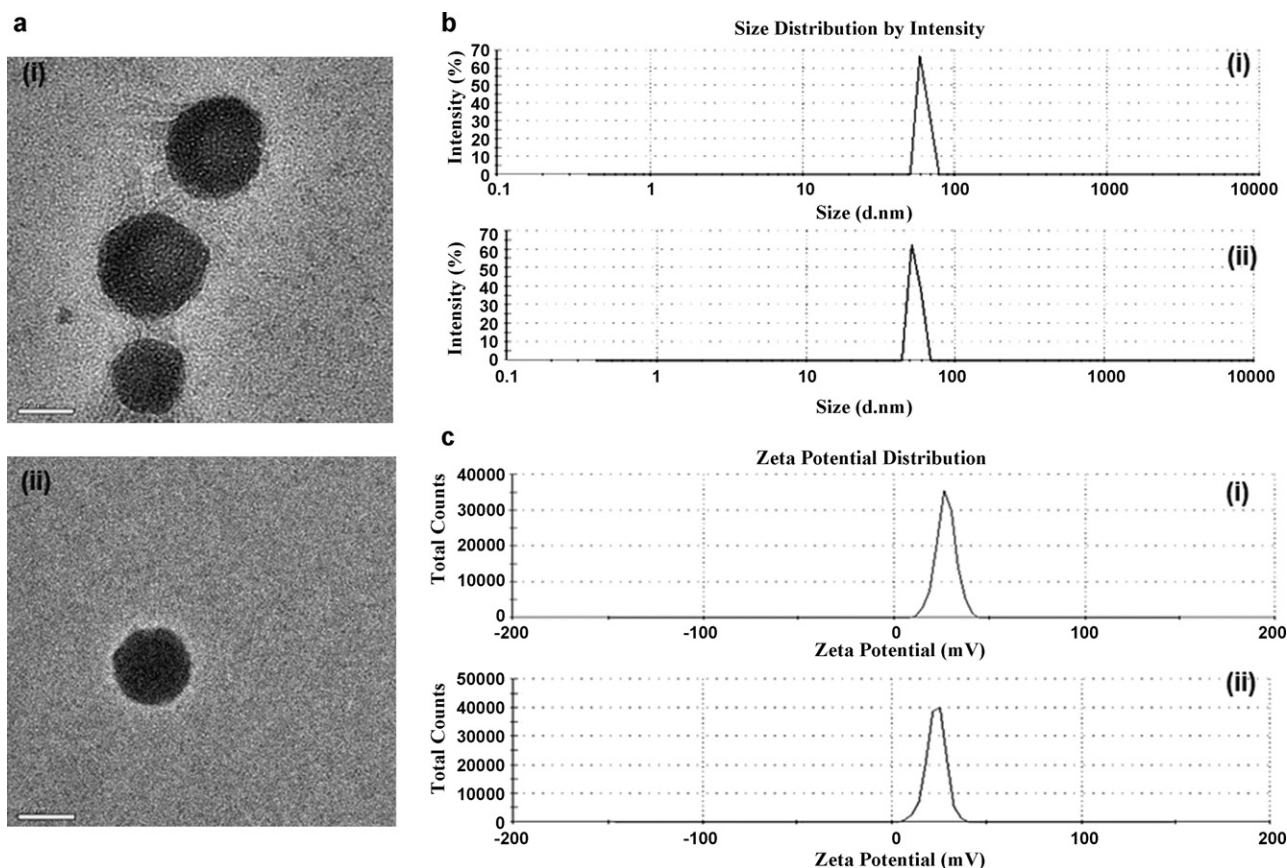 a
(i)
(ii)
b
Size Distribution by Intensity
(i)
Intensity (%)
70
60
50
40
30
20
10
0
0.1 1 10 100 1000 10000
Size (d.nm)
(ii)
Intensity (%)
70
60
50
40
30
20
10
0
0.1 1 10 100 1000 10000
Size (d.nm)
c
Zeta Potential Distribution
(i)
Total Counts
40000
30000
20000
10000
0
-200 -100 0 100 200
Zeta Potential (mV)
(ii)
Total Counts
50000
40000
30000
20000
10000
0
-200 -100 0 100 200
Zeta Potential (mV)